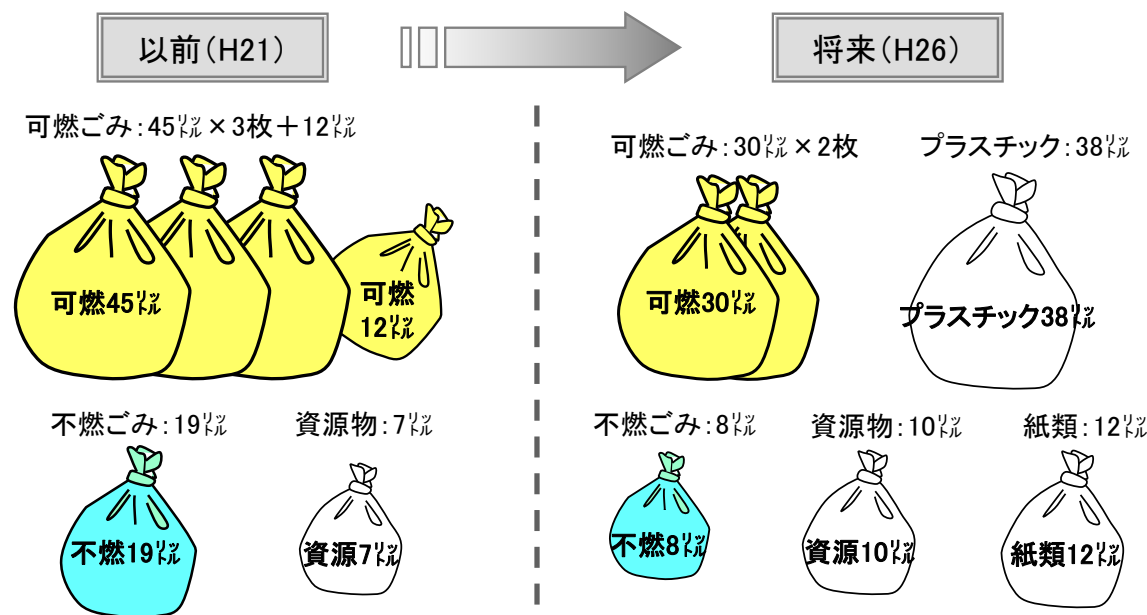 以前(H21)
将来(H26)
可燃ごみ:45㍑×3枚+12㍑
可燃45㍑
可燃
12㍑
不燃ごみ:19㍑
資源物:7㍑
不燃19㍑
資源7㍑
可燃ごみ:30㍑×2枚
プラスチック:38㍑
可燃30㍑
プラスチック38㍑
不燃ごみ:8㍑
資源物:10㍑
紙類:12㍑
不燃8㍑
資源10㍑
紙類12㍑